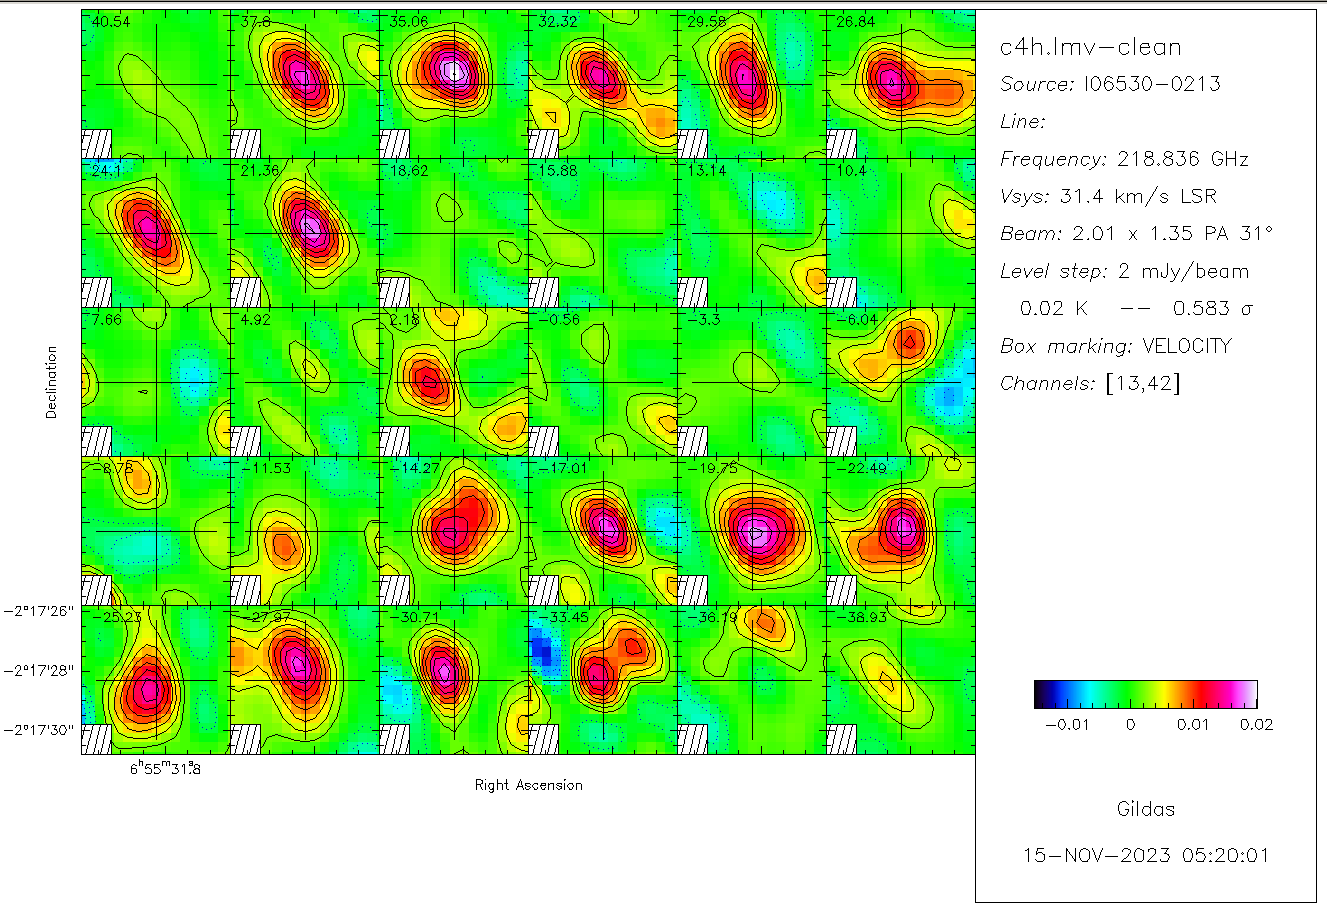 40.54 37.8 35.06 32.32 29.58 26.84
24.1 21.36 18.62 15.88 13.14 10.4
7.66 4.92 2.18 −0.56 −3.3 −6.04
−8.78 −11.53 −14.27 −17.01 −19.75 −22.49
−25.23 −27.97 −30.71 −33.45 −36.19 −38.93
Declination
−2°17'26"
−2°17'28"
−2°17'30"
6h55m31s.8
Right Ascension
c4h.lmv−clean
Source: I06530−0213
Line:
Frequency: 218.836 GHz
Vsys: 31.4 km/s LSR
Beam: 2.01 x 1.35 PA 31°
Level step: 2 mJy/beam
0.02 K −− 0.583 σ
Box marking: VELOCITY
Channels: [13,42]
−0.01 0 0.01 0.02
Gildas
15−NOV−2023 05:20:01